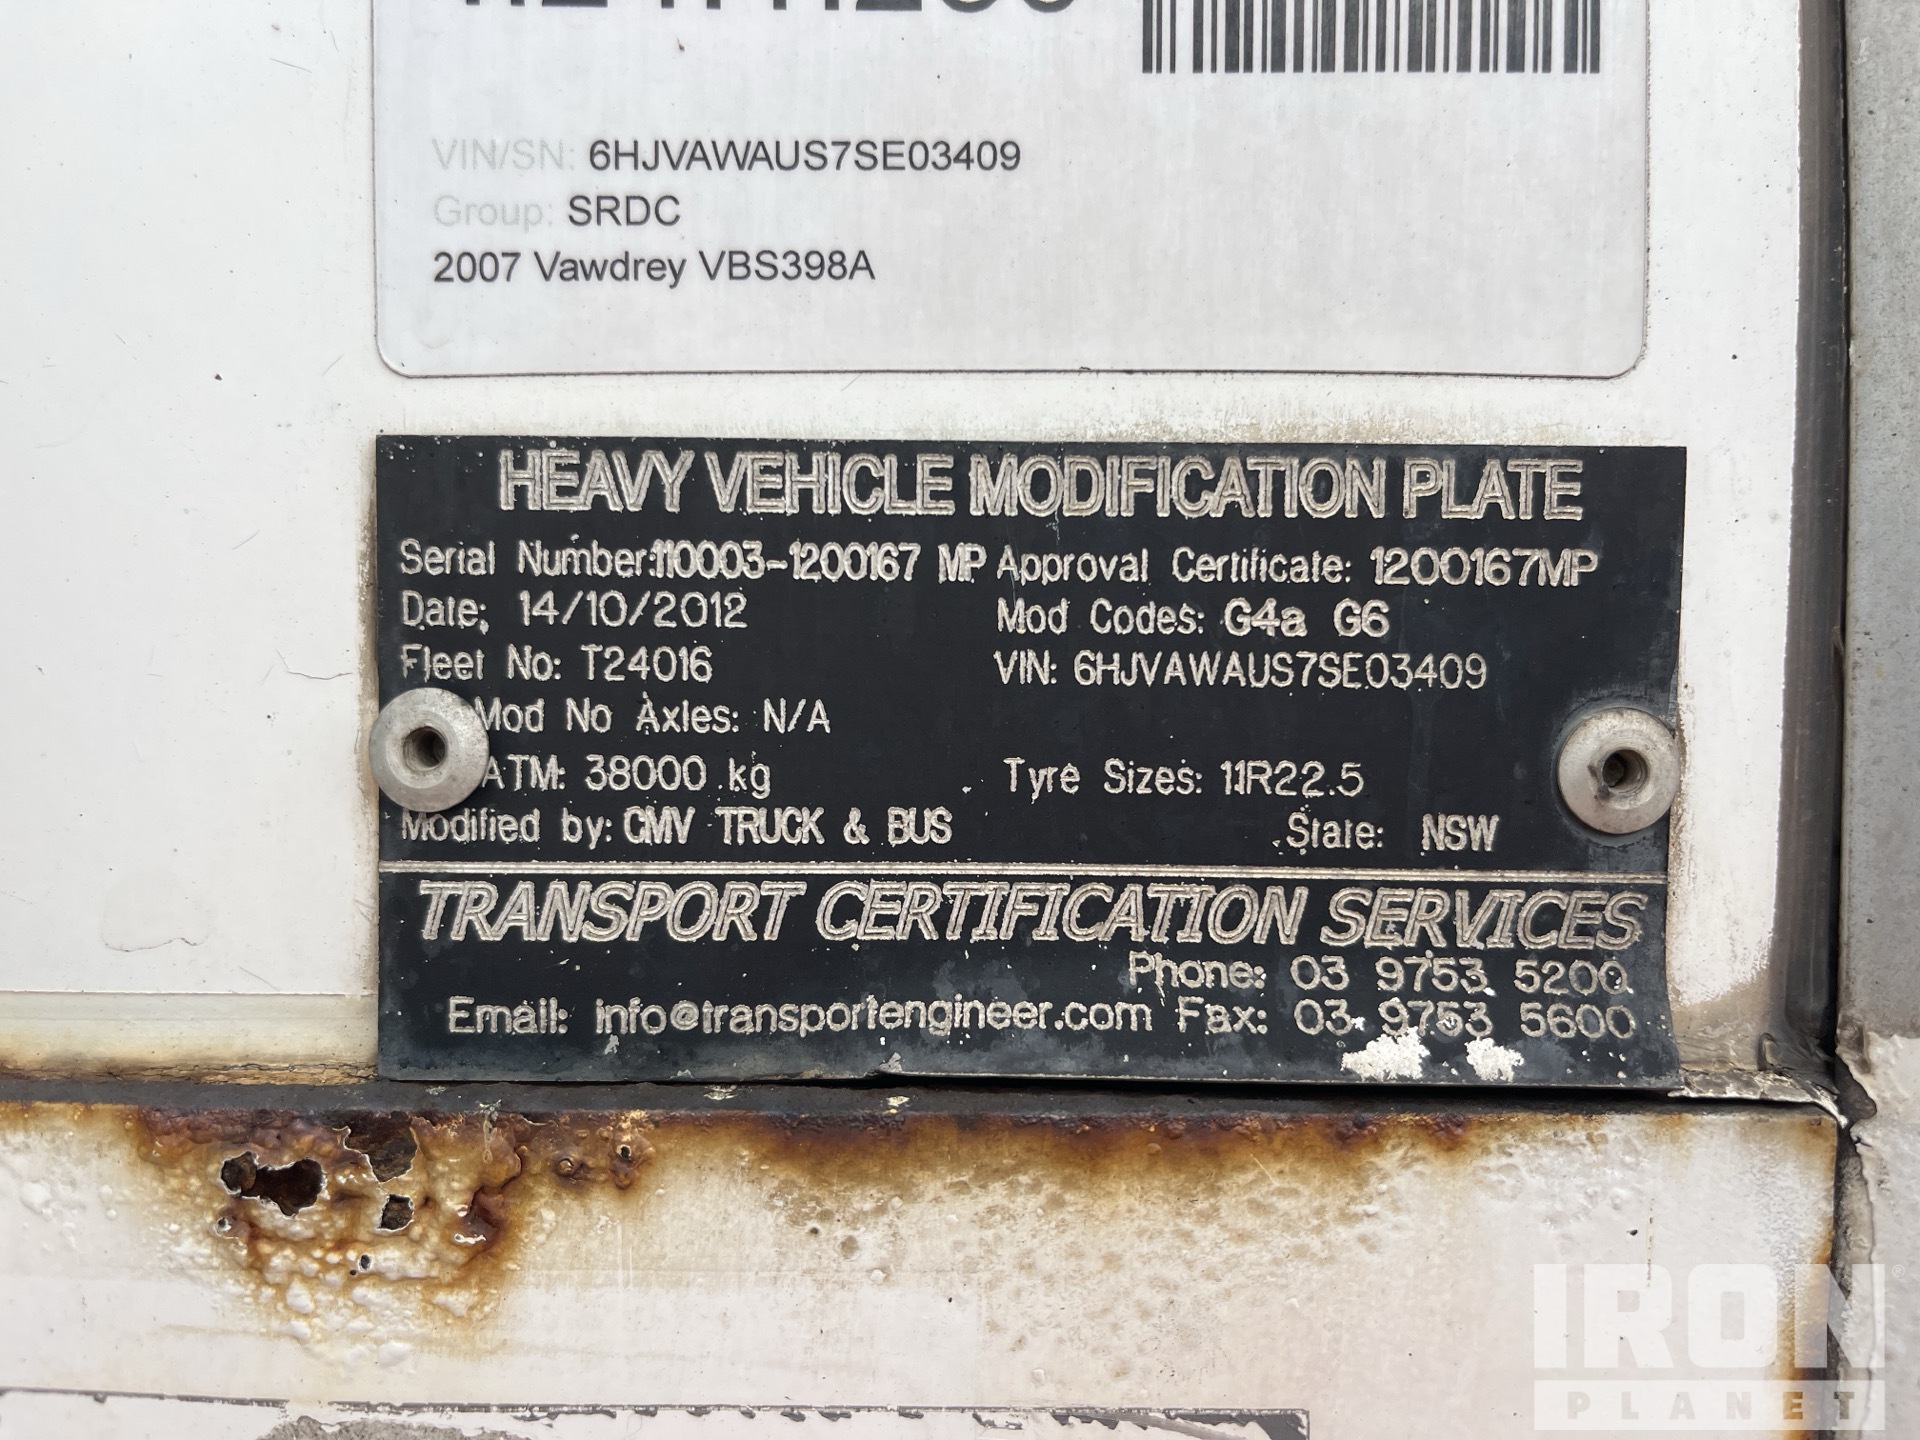 VIN/SN: 6HJVAWAUS7SE03409
Group: SRDC
2007 Vawdrey VBS398A
HEAVY VEHICLE MODIFICATION PLATE
Serial Number:110003-1200167 MP Approval Certificate: 1200167MP
Date: 14/10/2012 Mod Codes: G4a G6
Fleet No: T24016 VIN: 6HJVAWAUS7SE03409
Mod No Axles: N/A
ATM: 38000 kg Tyre Sizes: 11R22.5
Modified by: CMV TRUCK & BUS State: NSW
TRANSPORT CERTIFICATION SERVICES
Phone: 03 9753 5200
Email: info@transportengineer.com Fax: 03 9753 5600
IRON
PLANET